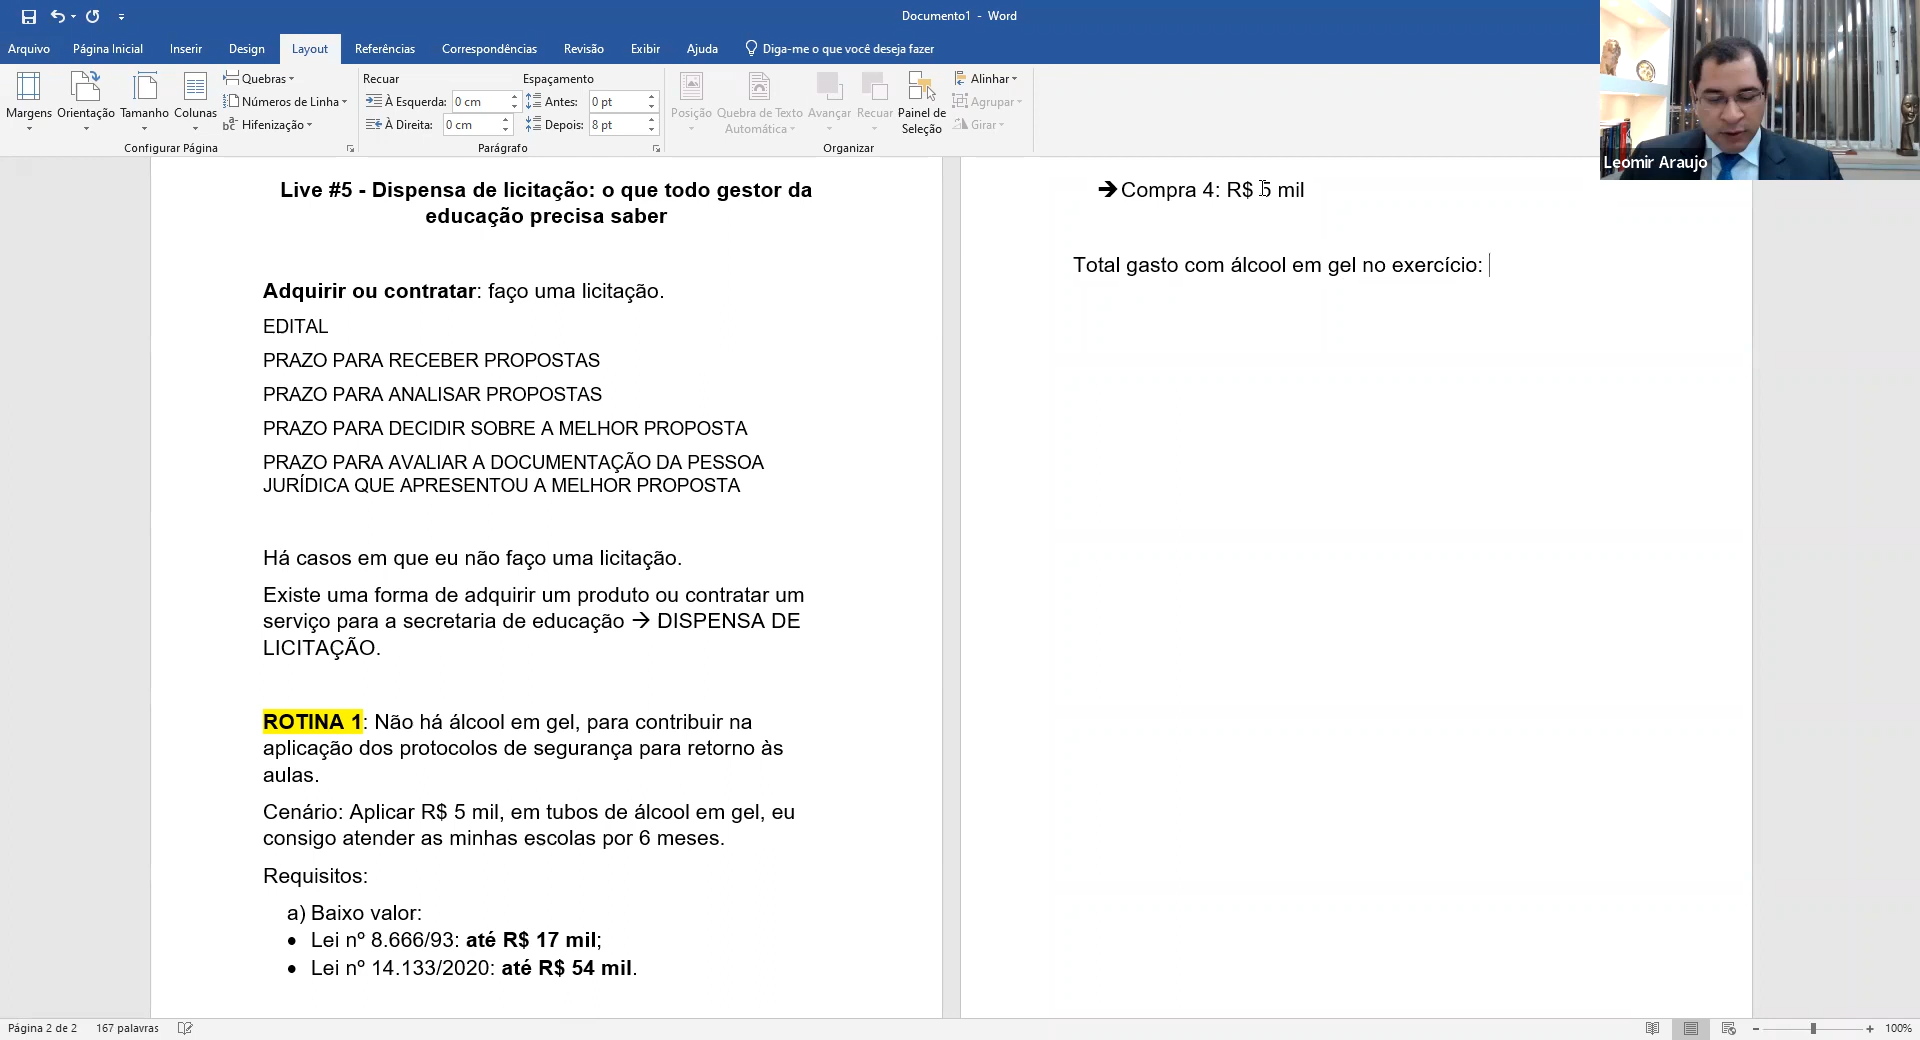 Documento1 - Word
Arquivo Página Inicial Inserir Design Layout Referências Correspondências Revisão Exibir Ajuda Diga-me o que você deseja fazer
Margens Orientação Tamanho Colunas
Quebras
Números de Linha
Hifenização
Configurar Página
Recuar
À Esquerda: 0 cm
À Direita: 0 cm
Espaçamento
Antes: 0 pt
Depois: 8 pt
Parágrafo
Posição
Quebra de Texto
Automática
Avançar
Recuar
Painel de
Seleção
Alinhar
Agrupar
Girar
Organizar
Leomir Araujo
Live #5 - Dispensa de licitação: o que todo gestor da
educação precisa saber
Adquirir ou contratar: faço uma licitação.
EDITAL
PRAZO PARA RECEBER PROPOSTAS
PRAZO PARA ANALISAR PROPOSTAS
PRAZO PARA DECIDIR SOBRE A MELHOR PROPOSTA
PRAZO PARA AVALIAR A DOCUMENTAÇÃO DA PESSOA
JURÍDICA QUE APRESENTOU A MELHOR PROPOSTA
Há casos em que eu não faço uma licitação.
Existe uma forma de adquirir um produto ou contratar um
serviço para a secretaria de educação → DISPENSA DE
LICITAÇÃO.
ROTINA 1: Não há álcool em gel, para contribuir na
aplicação dos protocolos de segurança para retorno às
aulas.
Cenário: Aplicar R$ 5 mil, em tubos de álcool em gel, eu
consigo atender as minhas escolas por 6 meses.
Requisitos:
a) Baixo valor:
• Lei nº 8.666/93: até R$ 17 mil;
• Lei nº 14.133/2020: até R$ 54 mil.
➔ Compra 4: R$ 5 mil
Total gasto com álcool em gel no exercício:
Página 2 de 2 167 palavras
100%